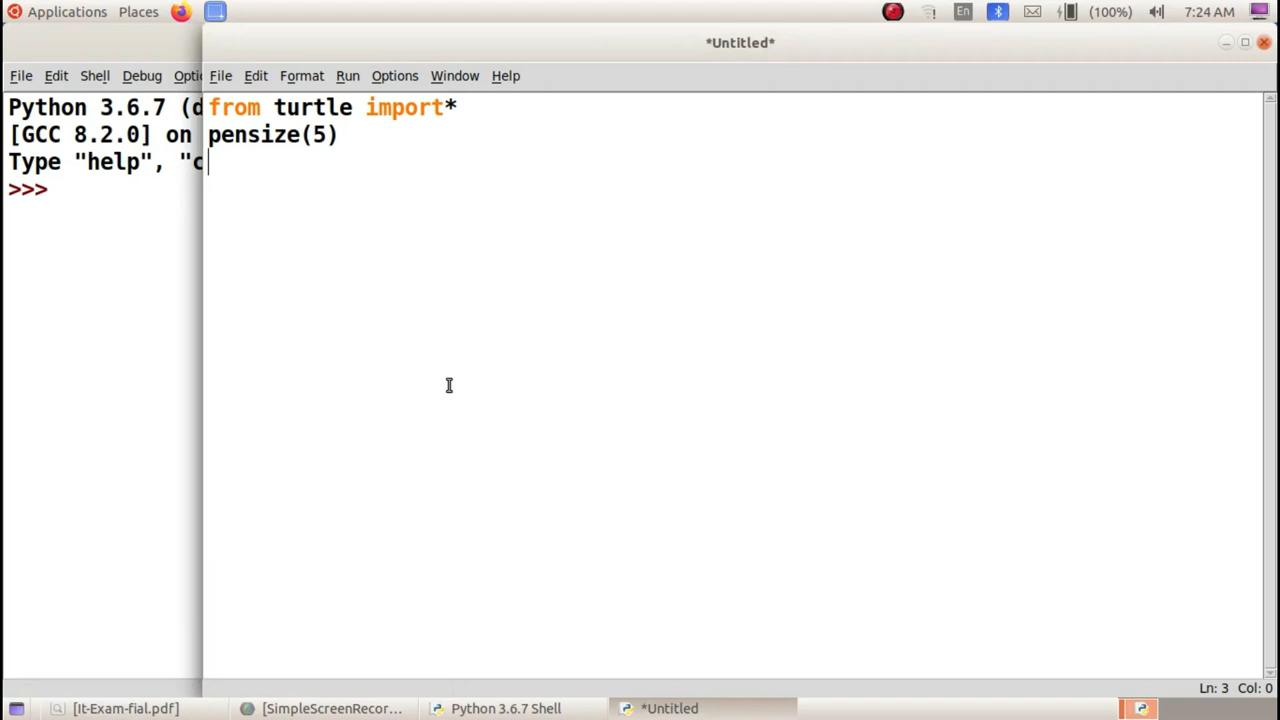 Applications Places En (100%) 7:24 AM
*Untitled*
File Edit Shell Debug Optio
File Edit Format Run Options Window Help
Python 3.6.7 (d
[GCC 8.2.0] on
Type "help", "c
>>>
from turtle import*
pensize(5)
Ln: 3 Col: 0
[It-Exam-fial.pdf] [SimpleScreenRecor... Python 3.6.7 Shell *Untitled